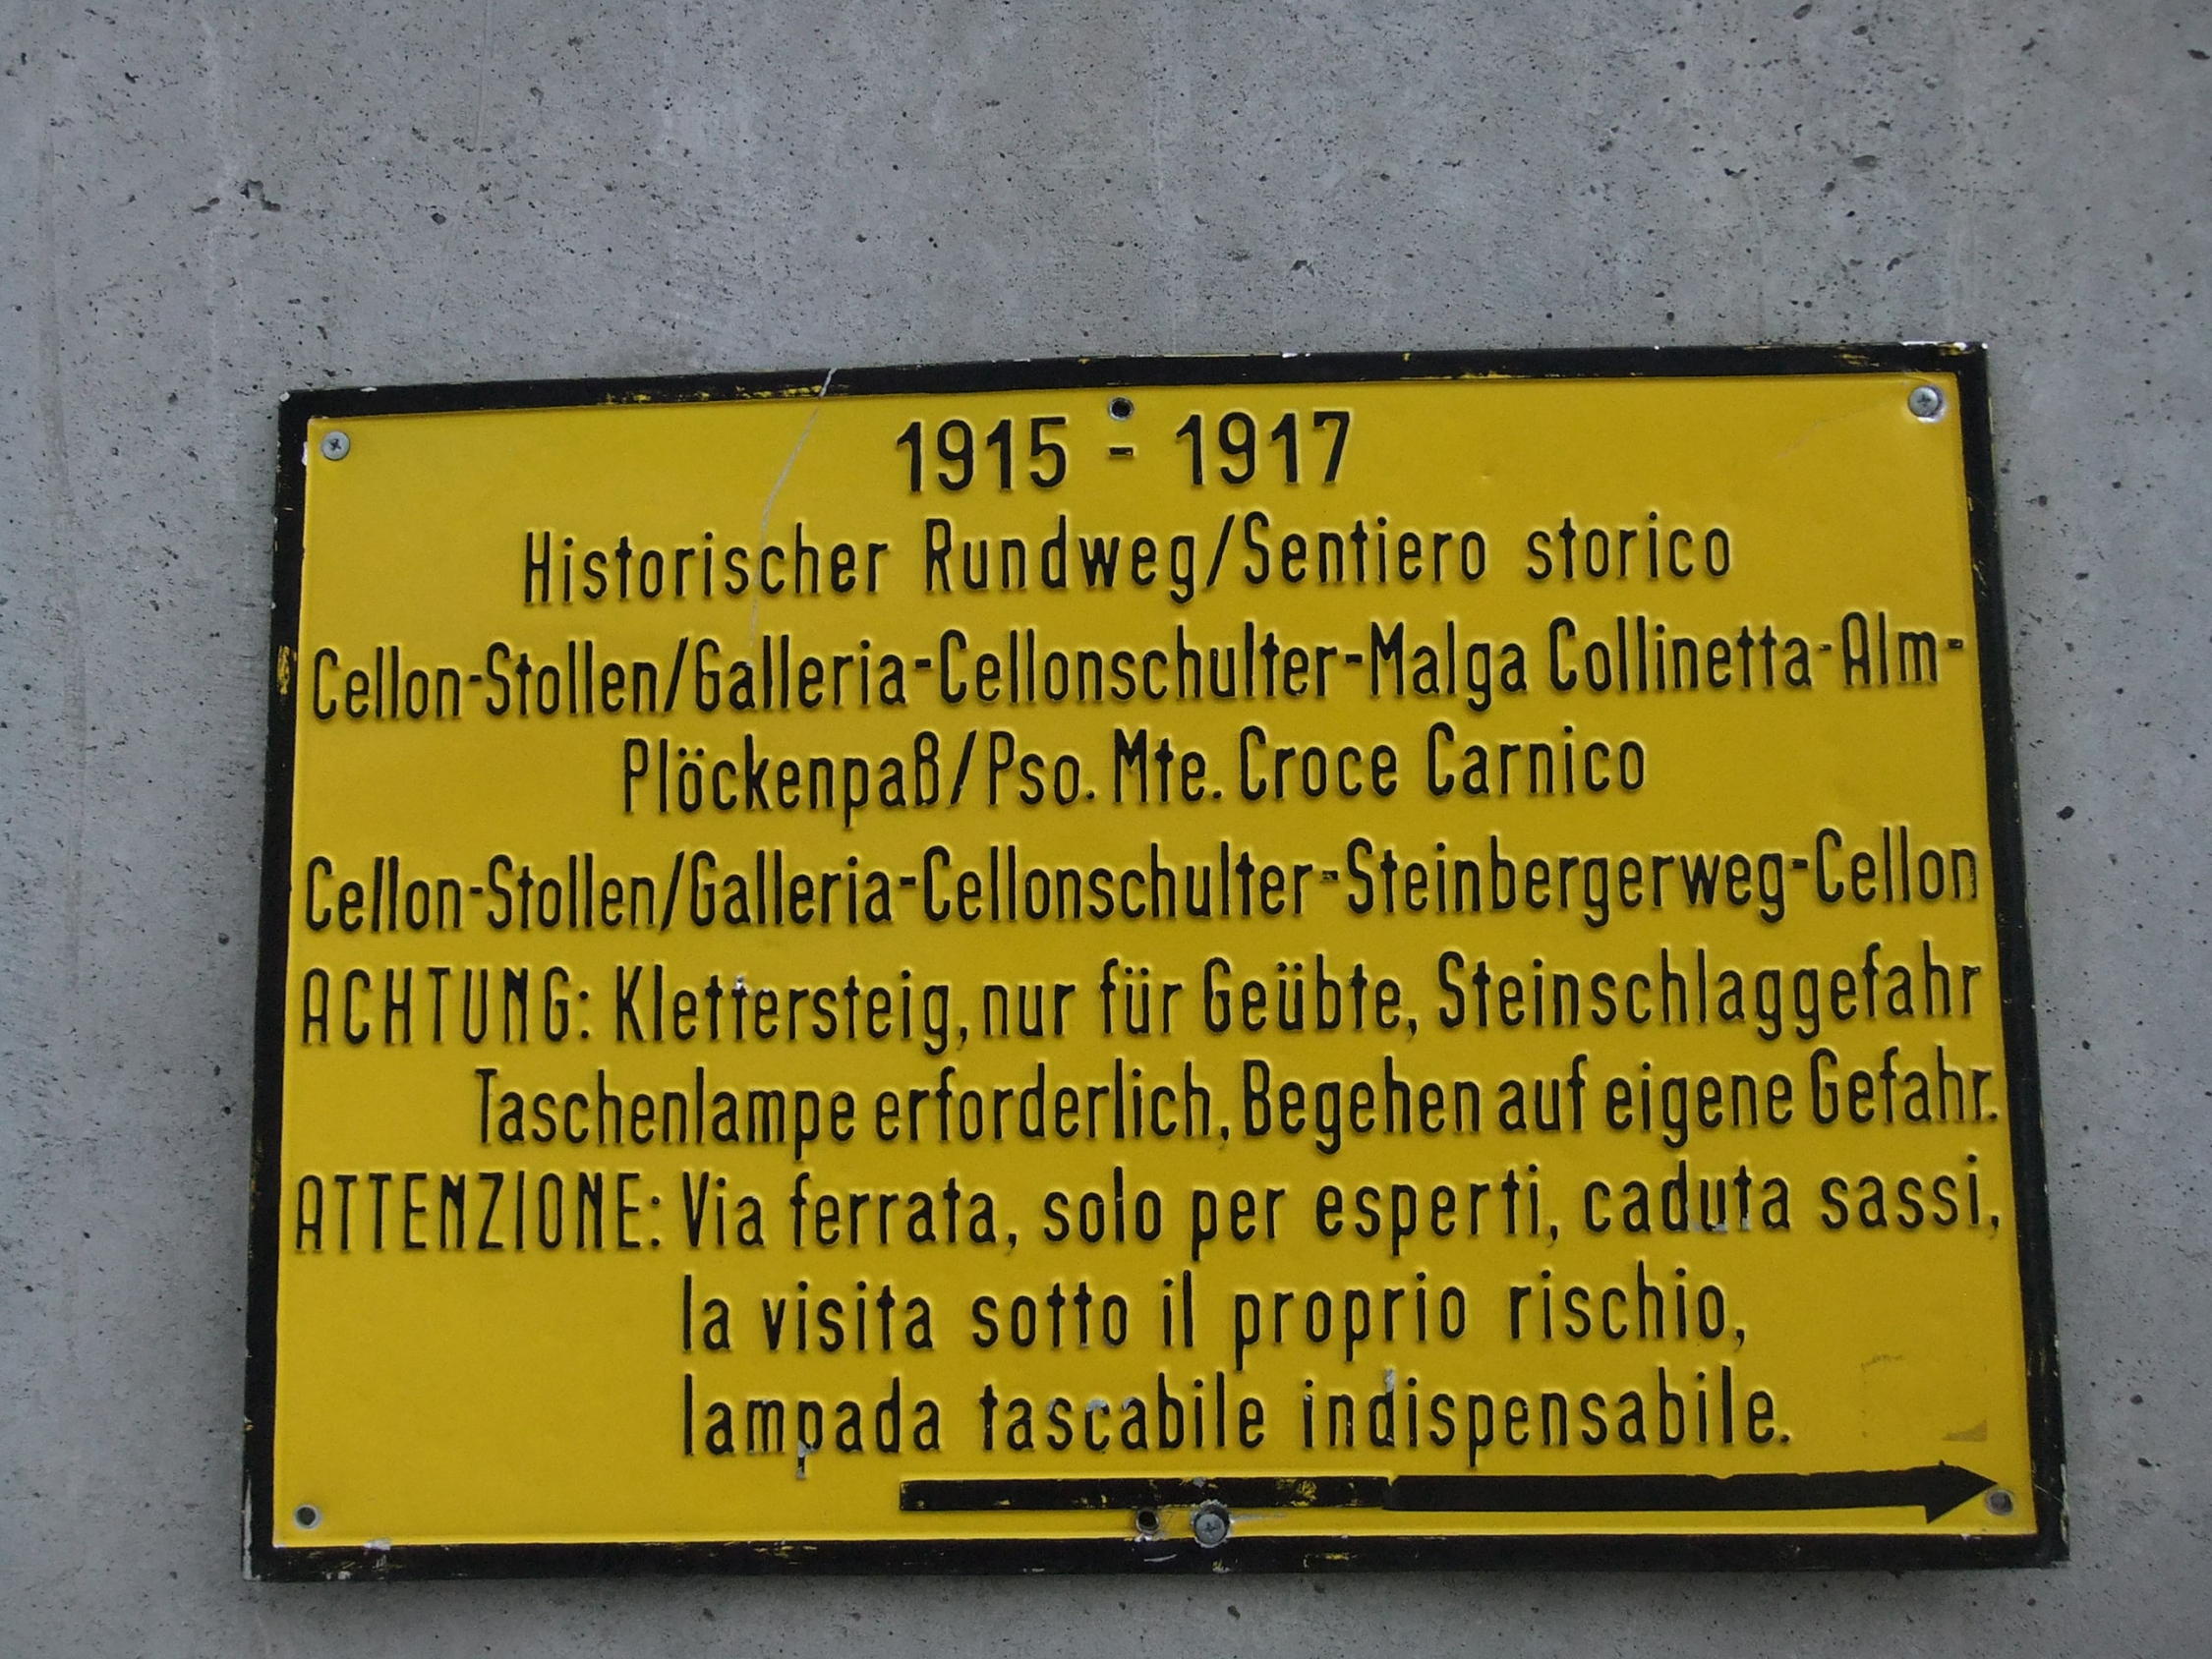 1915 - 1917
Historischer Rundweg/Sentiero storico
Cellon-Stollen/Galleria-Cellonschulter-Malga Collinetta-Alm-
Plöckenpaß/Pso. Mte. Croce Carnico
Cellon-Stollen/Galleria-Cellonschulter-Steinbergerweg-Cellon
ACHTUNG: Klettersteig, nur für Geübte, Steinschlaggefahr
Taschenlampe erforderlich, Begehen auf eigene Gefahr.
ATTENZIONE: Via ferrata, solo per esperti, caduta sassi,
la visita sotto il proprio rischio,
lampada tascabile indispensabile.